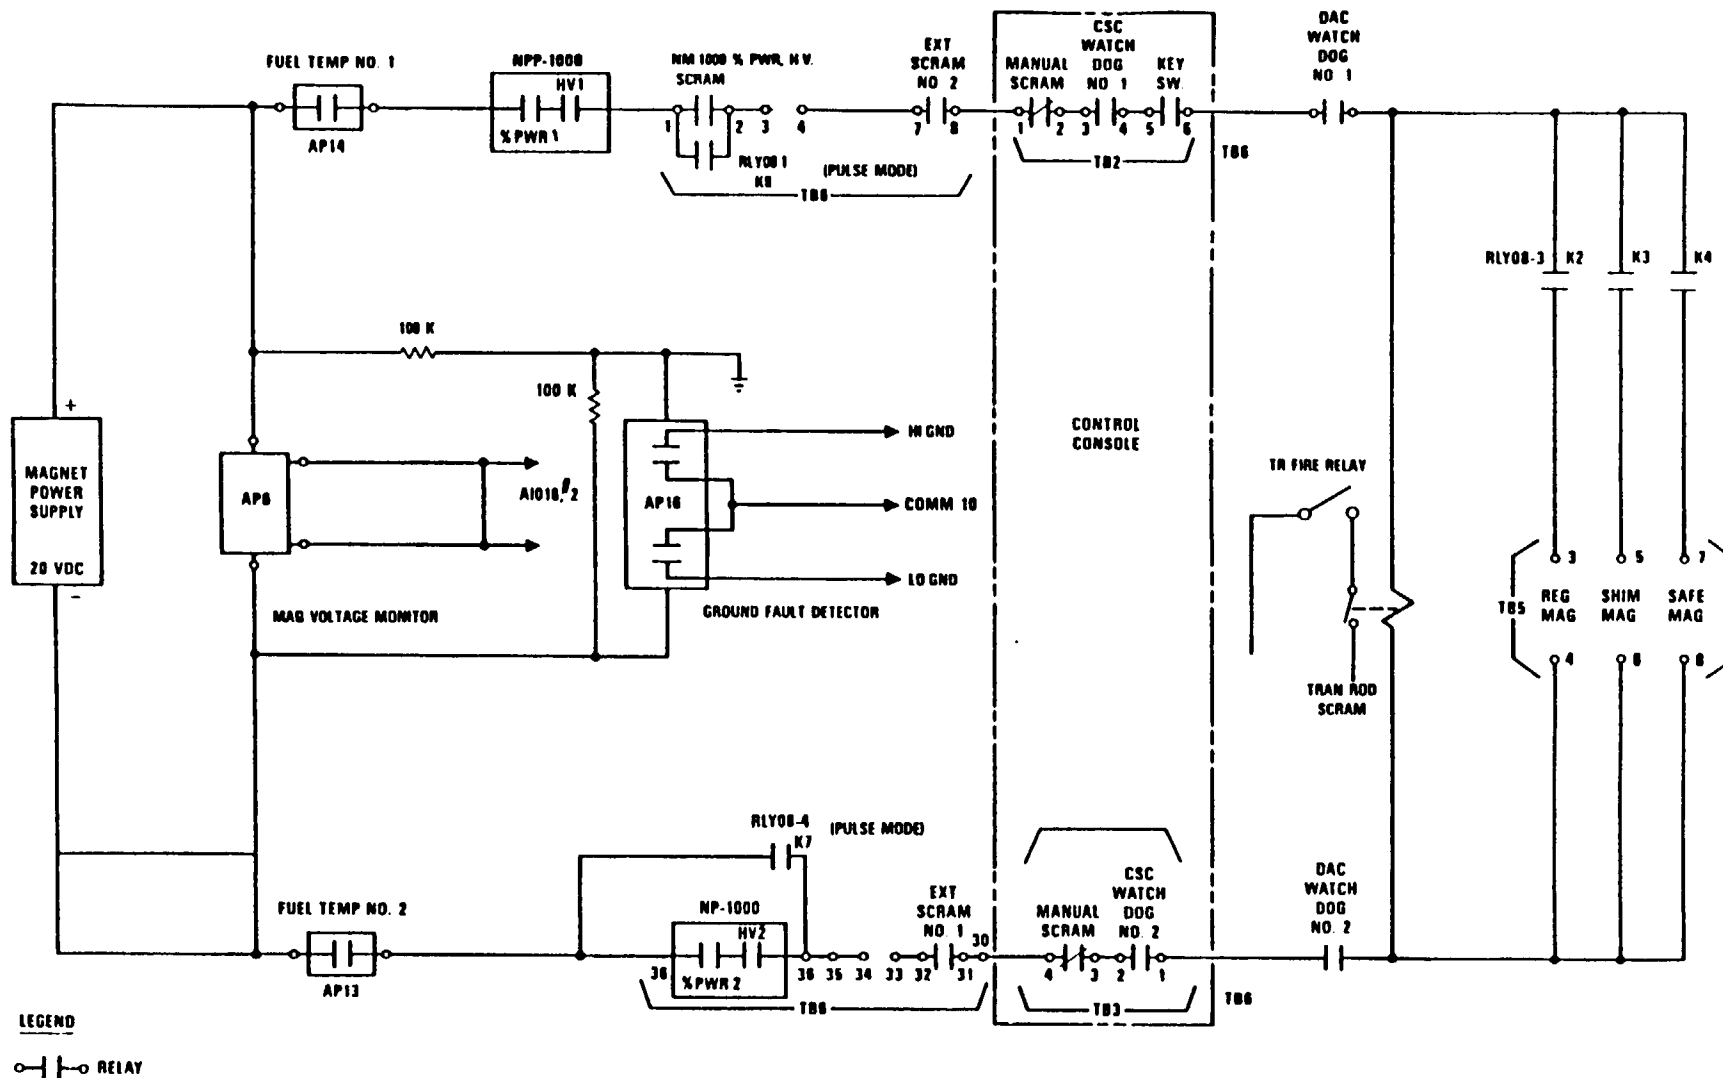 FUEL TEMP NO. 1
AP14
NPP-1000
HV1
%PWR 1
NM 1000 % PWR, H.V.
SCRAM
1
2
3
4
RLY08 1
K8
(PULSE MODE)
TB6
EXT
SCRAM
NO. 2
7
8
MANUAL
SCRAM
CSC
WATCH
DOG
NO. 1
KEY
SW.
1
2
3
4
5
6
TB2
TB6
DAC
WATCH
DOG
NO. 1
RLY08-3
K2
K3
K4
100 K
100 K
+
MAGNET
POWER
SUPPLY
20 VDC
-
AP6
AI018, #2
AP16
HI GND
COMM 10
LO GND
MAG VOLTAGE MONITOR
GROUND FAULT DETECTOR
CONTROL
CONSOLE
TR FIRE RELAY
TRAN ROD
SCRAM
TB5
3
5
7
REG
MAG
SHIM
MAG
SAFE
MAG
4
6
8
RLY08-4
K7
(PULSE MODE)
FUEL TEMP NO. 2
AP13
NP-1000
HV2
%PWR 2
36
36
35
34
33
32
31
30
TB6
EXT
SCRAM
NO. 1
MANUAL
SCRAM
CSC
WATCH
DOG
NO. 2
4
3
2
1
TB3
TB6
DAC
WATCH
DOG
NO. 2
LEGEND
RELAY